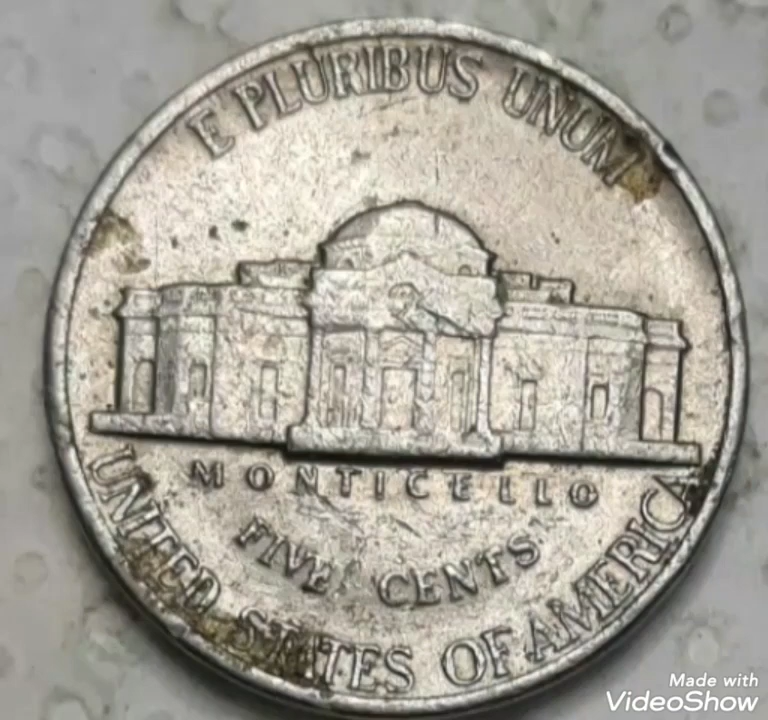 E PLURIBUS UNUM
MONTICELLO
FIVE CENTS
UNITED STATES OF AMERICA
Made with
VideoShow